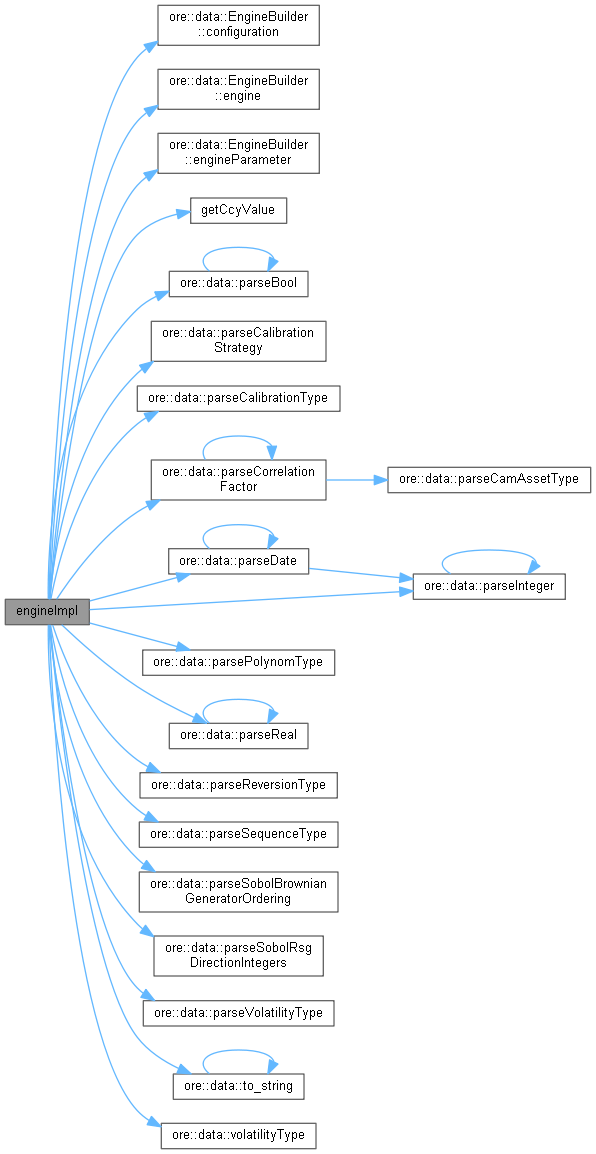 ore::data::EngineBuilder
::configuration
ore::data::EngineBuilder
::engine
ore::data::EngineBuilder
::engineParameter
getCcyValue
ore::data::parseBool
ore::data::parseCalibration
Strategy
ore::data::parseCalibrationType
ore::data::parseCorrelation
Factor
ore::data::parseCamAssetType
ore::data::parseDate
ore::data::parseInteger
engineImpl
ore::data::parsePolynomType
ore::data::parseReal
ore::data::parseReversionType
ore::data::parseSequenceType
ore::data::parseSobolBrownian
GeneratorOrdering
ore::data::parseSobolRsg
DirectionIntegers
ore::data::parseVolatilityType
ore::data::to_string
ore::data::volatilityType